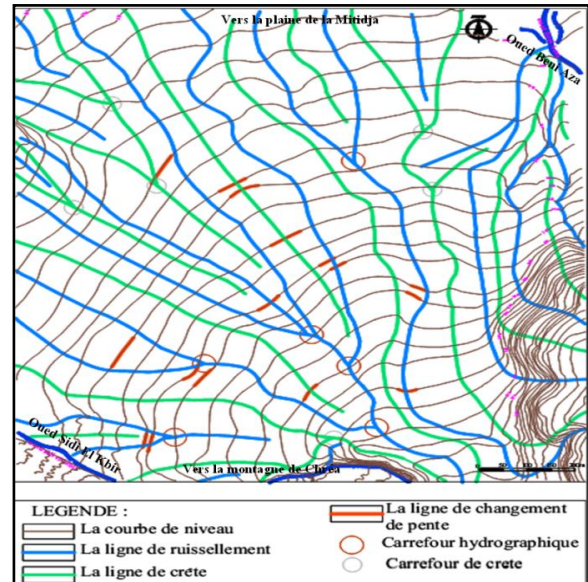 Vers la plaine de la Mitidja
Oued Beni Aza
Oued Sidi El Kbir
Vers la montagne de Chréa
LEGENDE :
La courbe de niveau
La ligne de ruissellement
La ligne de crête
La ligne de changement
de pente
Carrefour hydrographique
Carrefour de crete